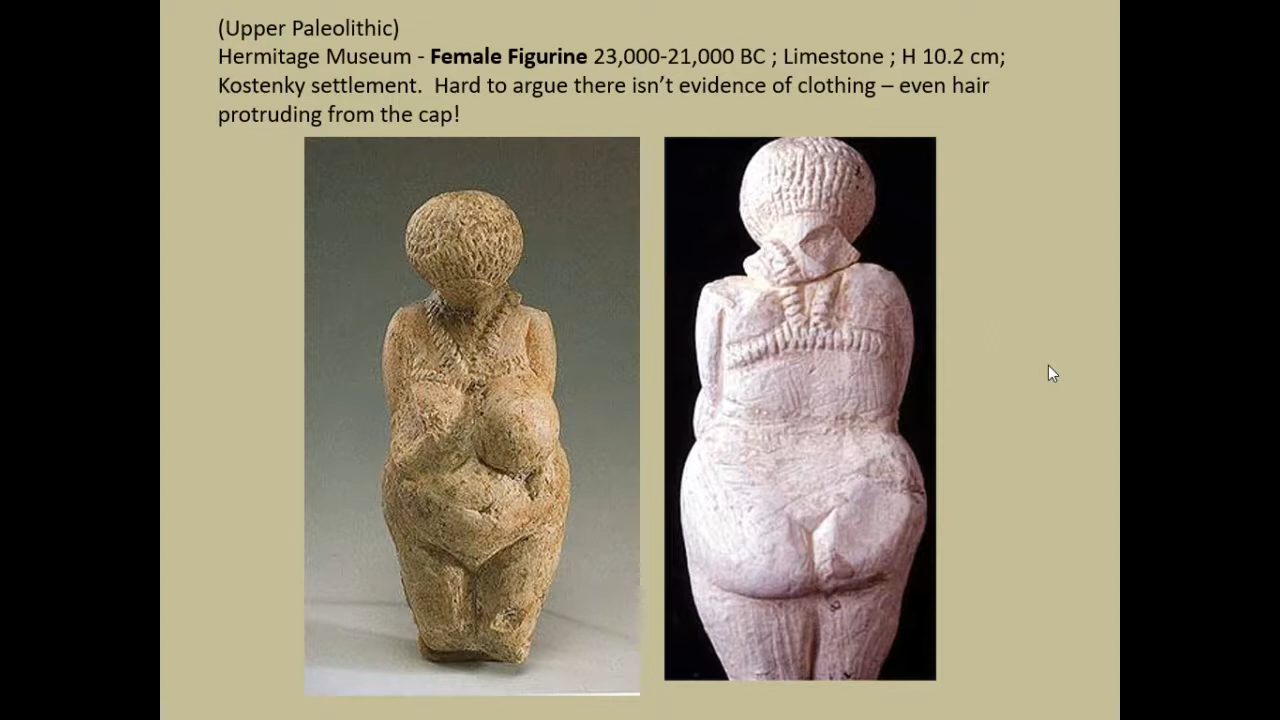 (Upper Paleolithic)
Hermitage Museum - Female Figurine 23,000-21,000 BC ; Limestone ; H 10.2 cm;
Kostenky settlement.  Hard to argue there isn’t evidence of clothing – even hair
protruding from the cap!